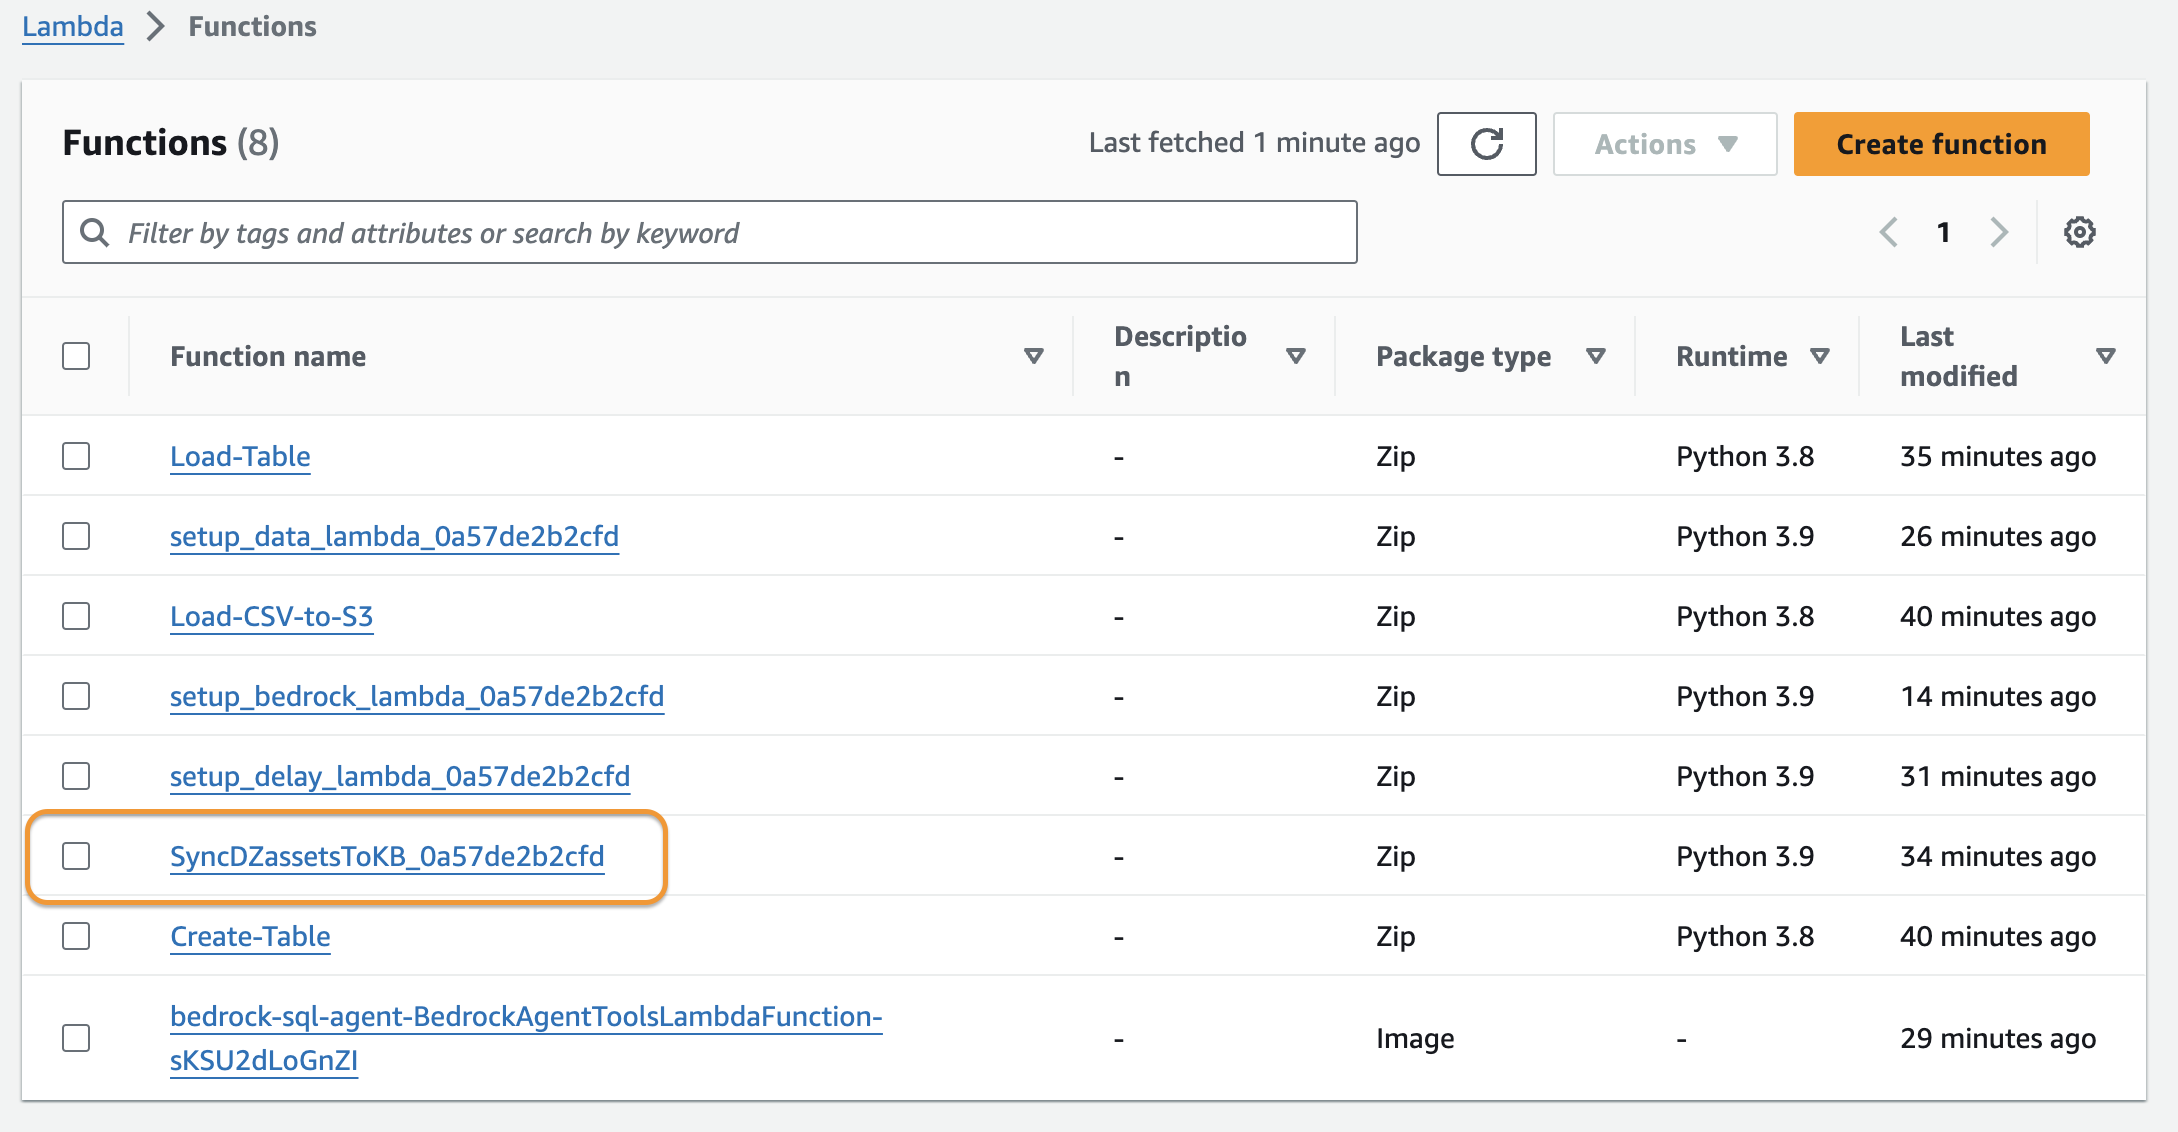 Lambda > Functions
Functions (8)
Last fetched 1 minute ago
Actions
Create function
Filter by tags and attributes or search by keyword
1
Function name
Descriptio
n
Package type
Runtime
Last
modified
Load-Table - Zip Python 3.8 35 minutes ago
setup_data_lambda_0a57de2b2cfd - Zip Python 3.9 26 minutes ago
Load-CSV-to-S3 - Zip Python 3.8 40 minutes ago
setup_bedrock_lambda_0a57de2b2cfd - Zip Python 3.9 14 minutes ago
setup_delay_lambda_0a57de2b2cfd - Zip Python 3.9 31 minutes ago
SyncDZassetsToKB_0a57de2b2cfd - Zip Python 3.9 34 minutes ago
Create-Table - Zip Python 3.8 40 minutes ago
bedrock-sql-agent-BedrockAgentToolsLambdaFunction-
sKSU2dLoGnZI
- Image - 29 minutes ago